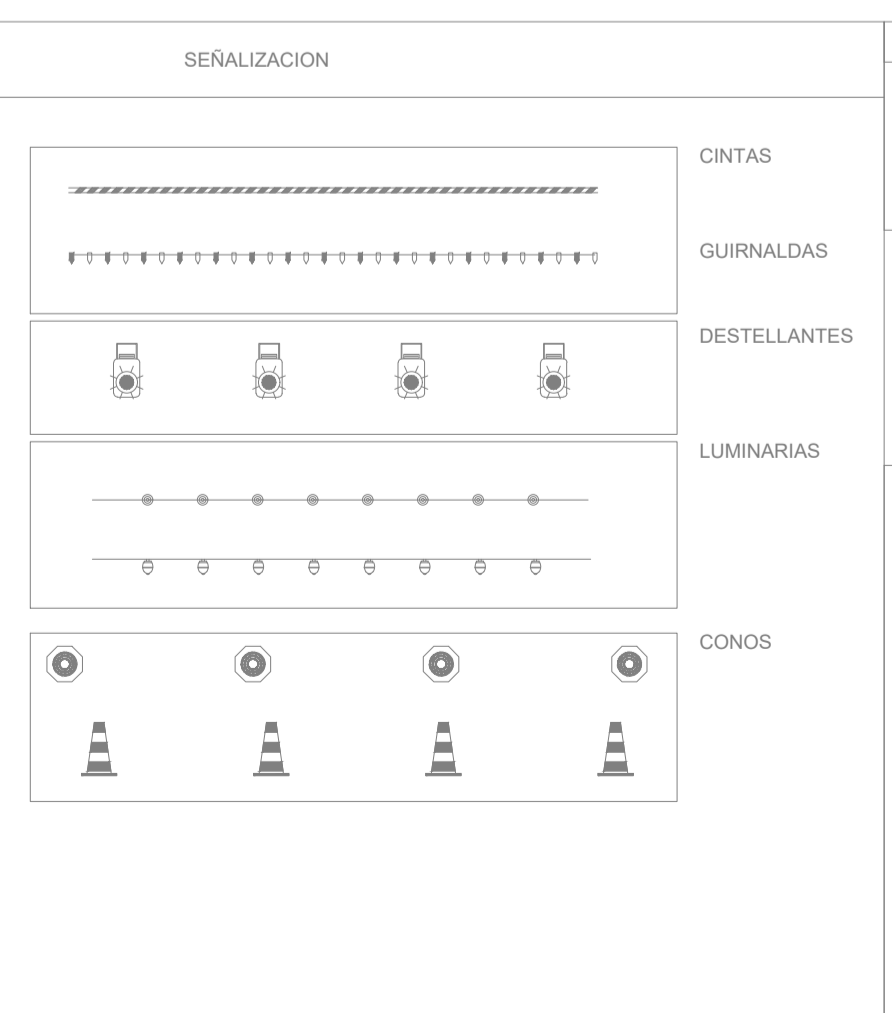 SEÑALIZACION
CINTAS
GUIRNALDAS
DESTELLANTES
LUMINARIAS
CONOS